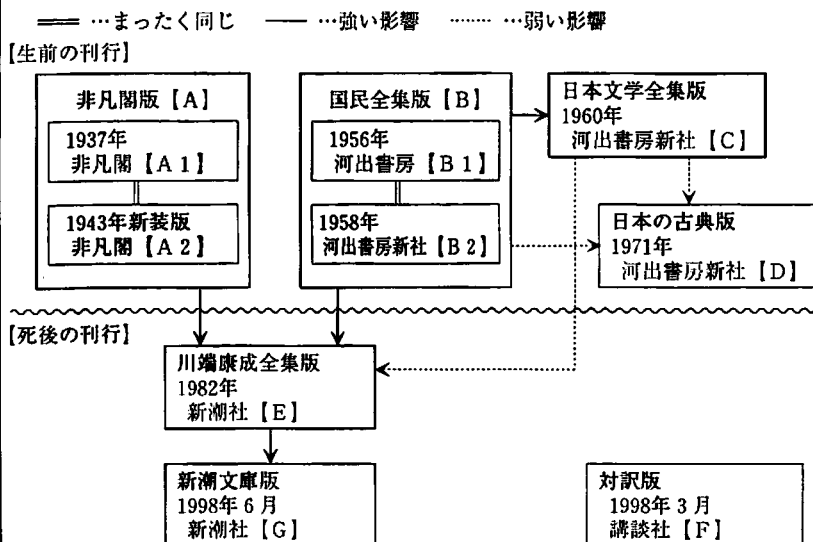 ═══ …まったく同じ ── …強い影響 ……… …弱い影響
【生前の刊行】
非凡閣版【A】
1937年
非凡閣【A1】
1943年新装版
非凡閣【A2】
国民全集版【B】
1956年
河出書房【B1】
1958年
河出書房新社【B2】
日本文学全集版
1960年
河出書房新社【C】
日本の古典版
1971年
河出書房新社【D】
【死後の刊行】
川端康成全集版
1982年
新潮社【E】
新潮文庫版
1998年6月
新潮社【G】
対訳版
1998年3月
講談社【F】